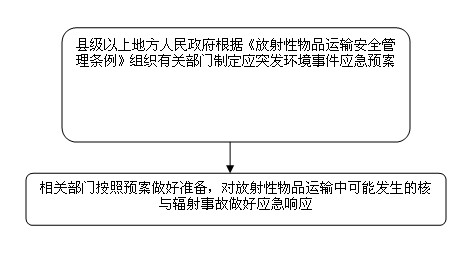 县级以上地方人民政府根据《放射性物品运输安全管
理条例》组织有关部门制定应突发环境事件应急预案
相关部门按照预案做好准备，对放射性物品运输中可能发生的核
与辐射事故做好应急响应